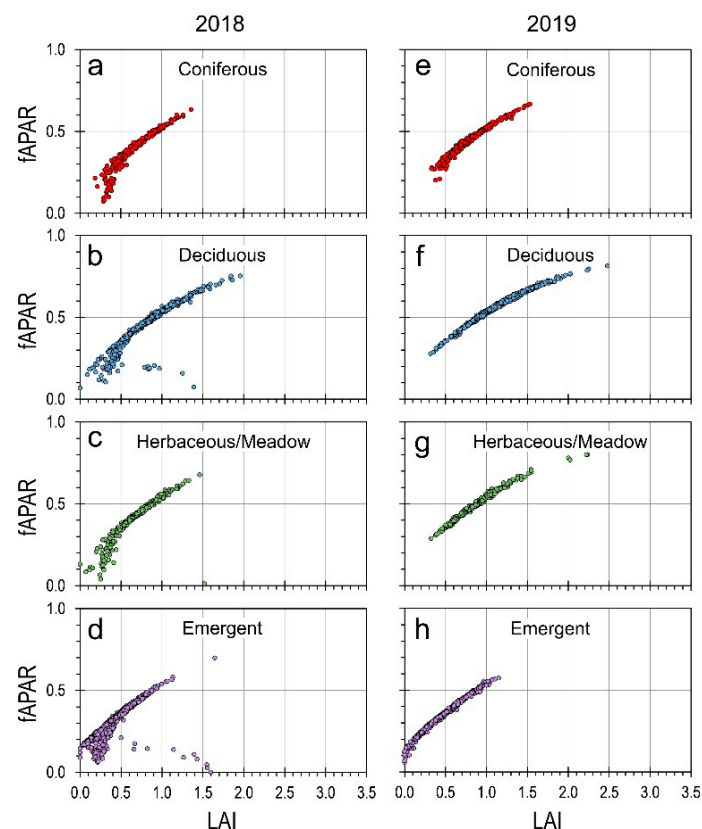 2018 2019
a Coniferous e Coniferous
fAPAR
1.0
0.5
0.0
b Deciduous f Deciduous
fAPAR
1.0
0.5
0.0
c Herbaceous/Meadow g Herbaceous/Meadow
fAPAR
1.0
0.5
0.0
d Emergent h Emergent
fAPAR
1.0
0.5
0.0
0.0 0.5 1.0 1.5 2.0 2.5 3.0 3.5 0.0 0.5 1.0 1.5 2.0 2.5 3.0 3.5
LAI LAI